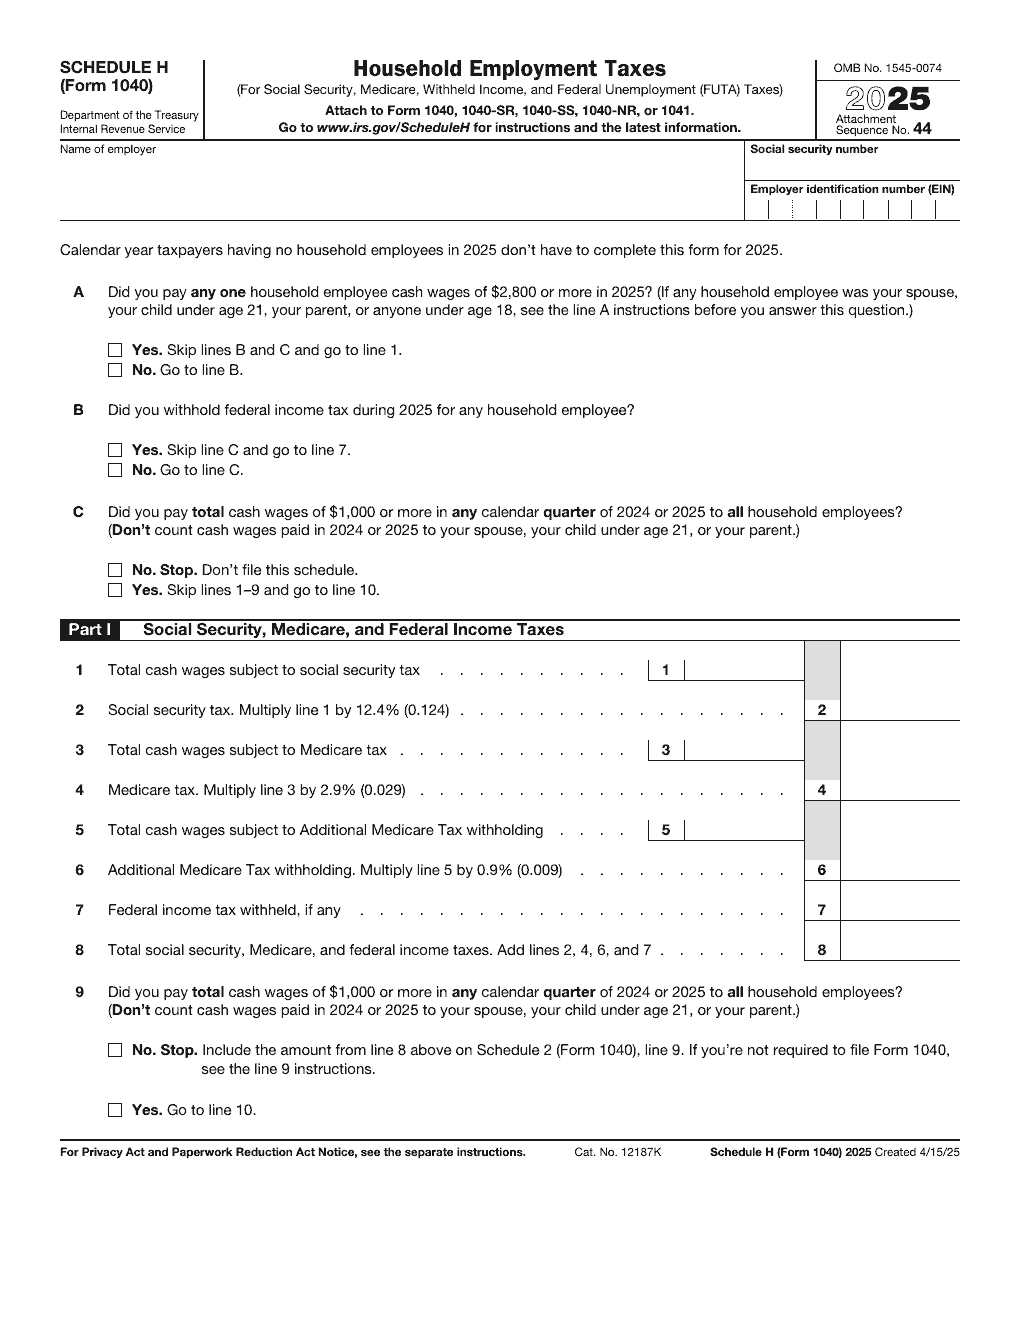 SCHEDULE H
(Form 1040)
Department of the Treasury
Internal Revenue Service
Household Employment Taxes
(For Social Security, Medicare, Withheld Income, and Federal Unemployment (FUTA) Taxes)
Attach to Form 1040, 1040-SR, 1040-SS, 1040-NR, or 1041.
Go to www.irs.gov/ScheduleH for instructions and the latest information.
OMB No. 1545-0074
2025
Attachment
Sequence No. 44
Name of employer
Social security number
Employer identification number (EIN)
Calendar year taxpayers having no household employees in 2025 don’t have to complete this form for 2025.
A Did you pay any one household employee cash wages of $2,800 or more in 2025? (If any household employee was your spouse,
your child under age 21, your parent, or anyone under age 18, see the line A instructions before you answer this question.)
Yes. Skip lines B and C and go to line 1.
No. Go to line B.
B Did you withhold federal income tax during 2025 for any household employee?
Yes. Skip line C and go to line 7.
No. Go to line C.
C Did you pay total cash wages of $1,000 or more in any calendar quarter of 2024 or 2025 to all household employees?
(Don’t count cash wages paid in 2024 or 2025 to your spouse, your child under age 21, or your parent.)
No. Stop. Don’t file this schedule.
Yes. Skip lines 1–9 and go to line 10.
Part I Social Security, Medicare, and Federal Income Taxes
1 Total cash wages subject to social security tax . . . . . . . . . . 1
2 Social security tax. Multiply line 1 by 12.4% (0.124) . . . . . . . . . . . . . . . . . 2
3 Total cash wages subject to Medicare tax . . . . . . . . . . . . 3
4 Medicare tax. Multiply line 3 by 2.9% (0.029) . . . . . . . . . . . . . . . . . . . 4
5 Total cash wages subject to Additional Medicare Tax withholding . . . . 5
6 Additional Medicare Tax withholding. Multiply line 5 by 0.9% (0.009) . . . . . . . . . . . 6
7 Federal income tax withheld, if any . . . . . . . . . . . . . . . . . . . . . . 7
8 Total social security, Medicare, and federal income taxes. Add lines 2, 4, 6, and 7 . . . . . . . 8
9 Did you pay total cash wages of $1,000 or more in any calendar quarter of 2024 or 2025 to all household employees?
(Don’t count cash wages paid in 2024 or 2025 to your spouse, your child under age 21, or your parent.)
No. Stop. Include the amount from line 8 above on Schedule 2 (Form 1040), line 9. If you’re not required to file Form 1040,
see the line 9 instructions.
Yes. Go to line 10.
For Privacy Act and Paperwork Reduction Act Notice, see the separate instructions. Cat. No. 12187K Schedule H (Form 1040) 2025 Created 4/15/25